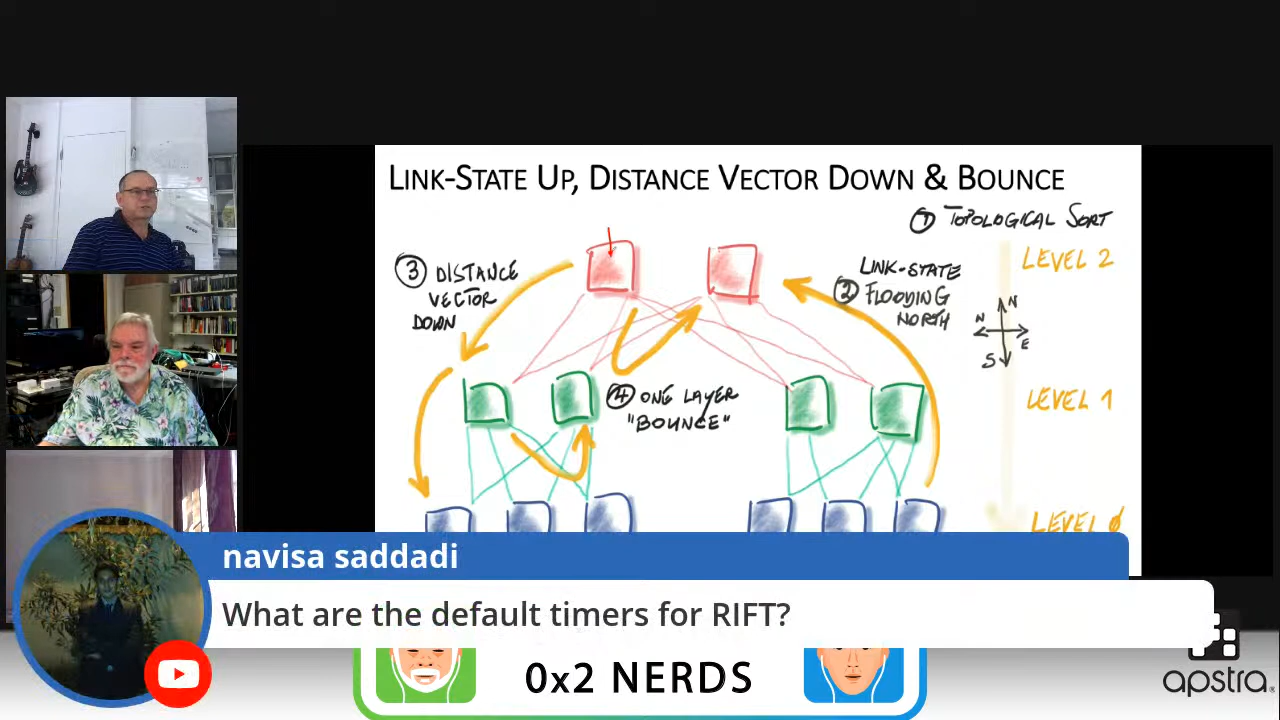 LINK-STATE UP, DISTANCE VECTOR DOWN & BOUNCE
1 TOPOLOGICAL SORT
LEVEL 2
3 DISTANCE
VECTOR
DOWN
LINK-STATE
2 FLOODING
NORTH
N
N
E
S
4 ONE LAYER
"BOUNCE"
LEVEL 1
LEVEL 0
navisa saddadi
What are the default timers for RIFT?
0x2 NERDS
apstra